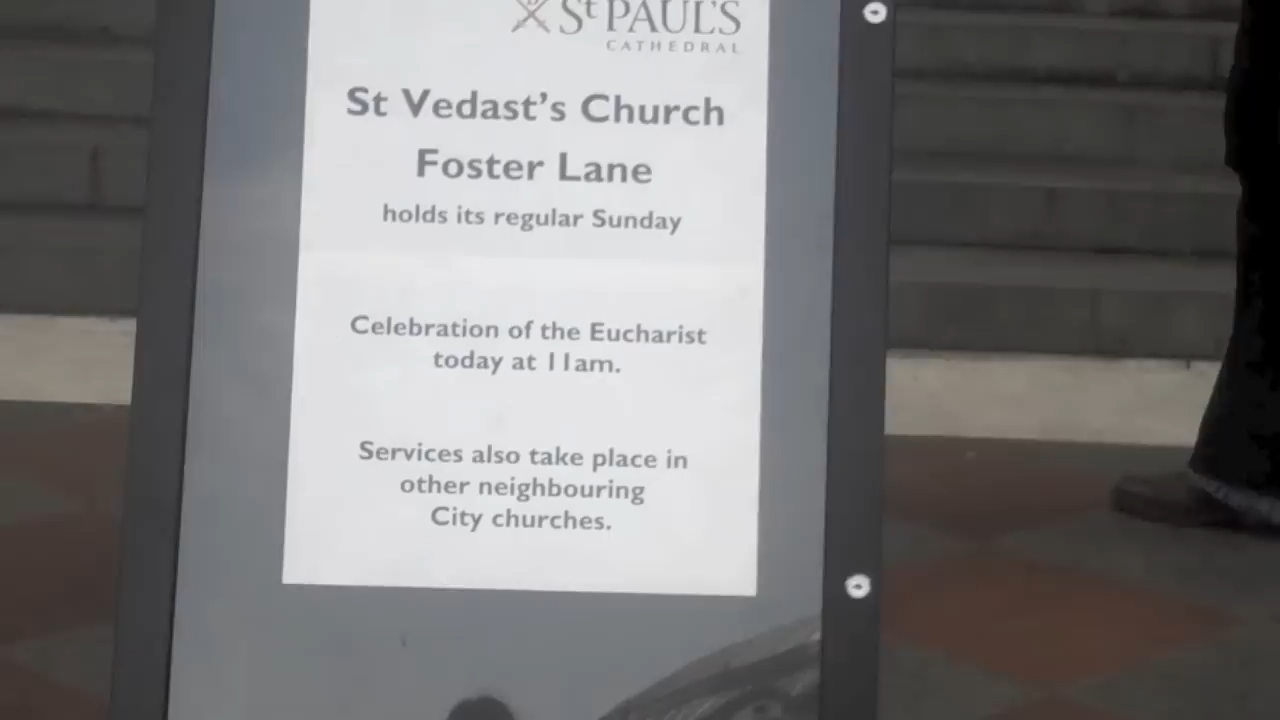 St PAUL'S
CATHEDRAL
St Vedast's Church
Foster Lane
holds its regular Sunday
Celebration of the Eucharist
today at 11am.
Services also take place in
other neighbouring
City churches.